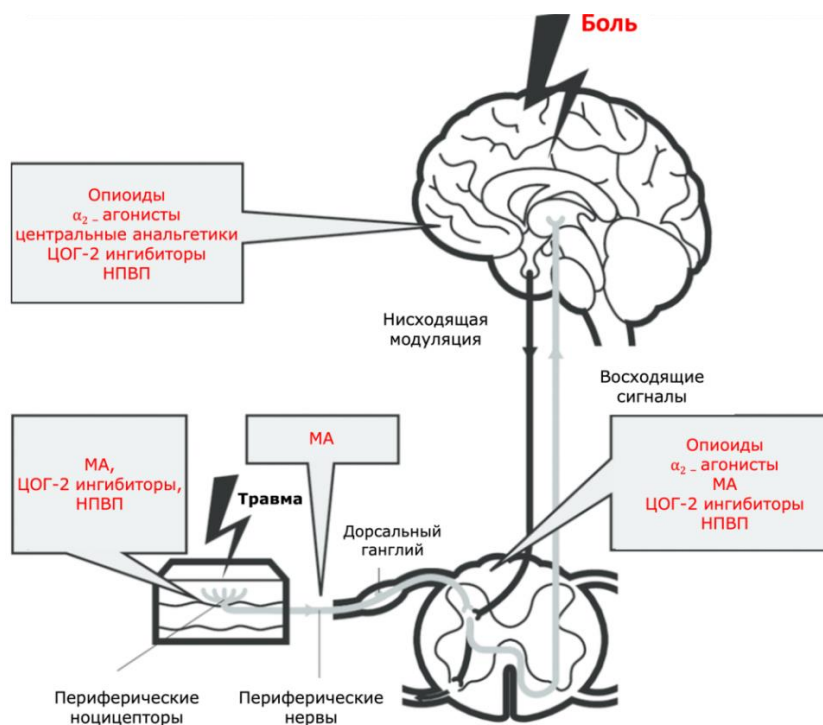 Боль
Опиоиды
α₂ – агонисты
центральные анальгетики
ЦОГ-2 ингибиторы
НПВП
Нисходящая
модуляция
Восходящие
сигналы
МА,
ЦОГ-2 ингибиторы,
НПВП
Травма
МА
Дорсальный
ганглий
Опиоиды
α₂ – агонисты
МА
ЦОГ-2 ингибиторы
НПВП
Периферические
ноцицепторы
Периферические
нервы